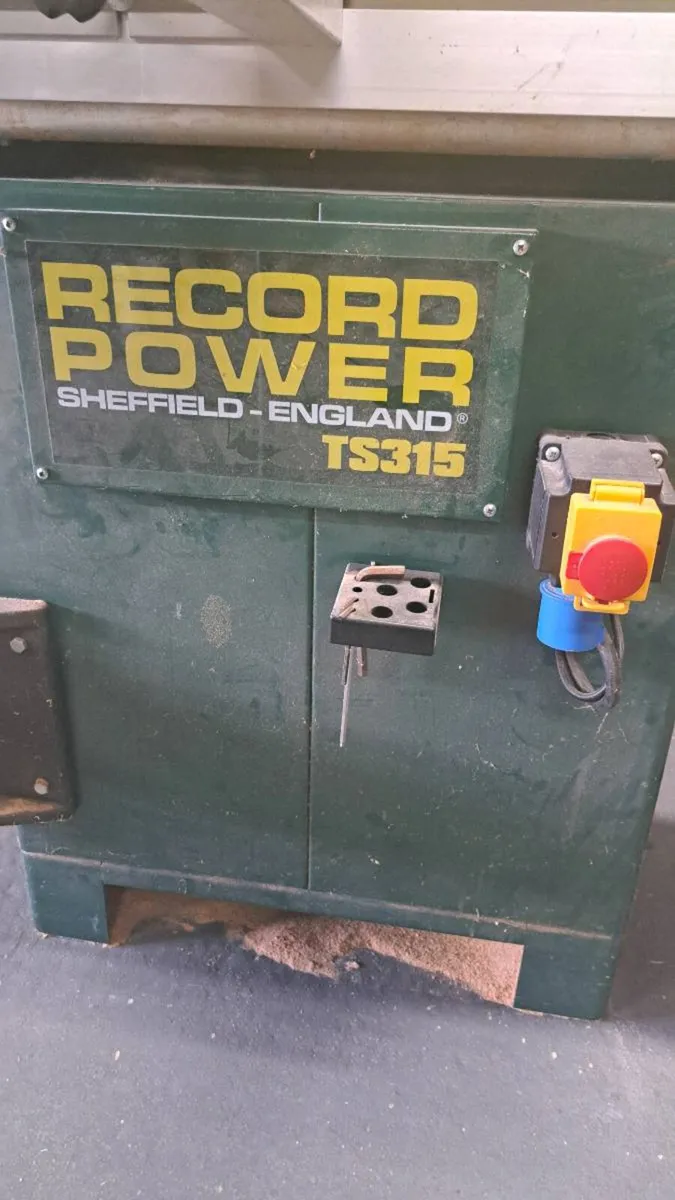 RECORD
POWER
SHEFFIELD - ENGLAND®
TS315